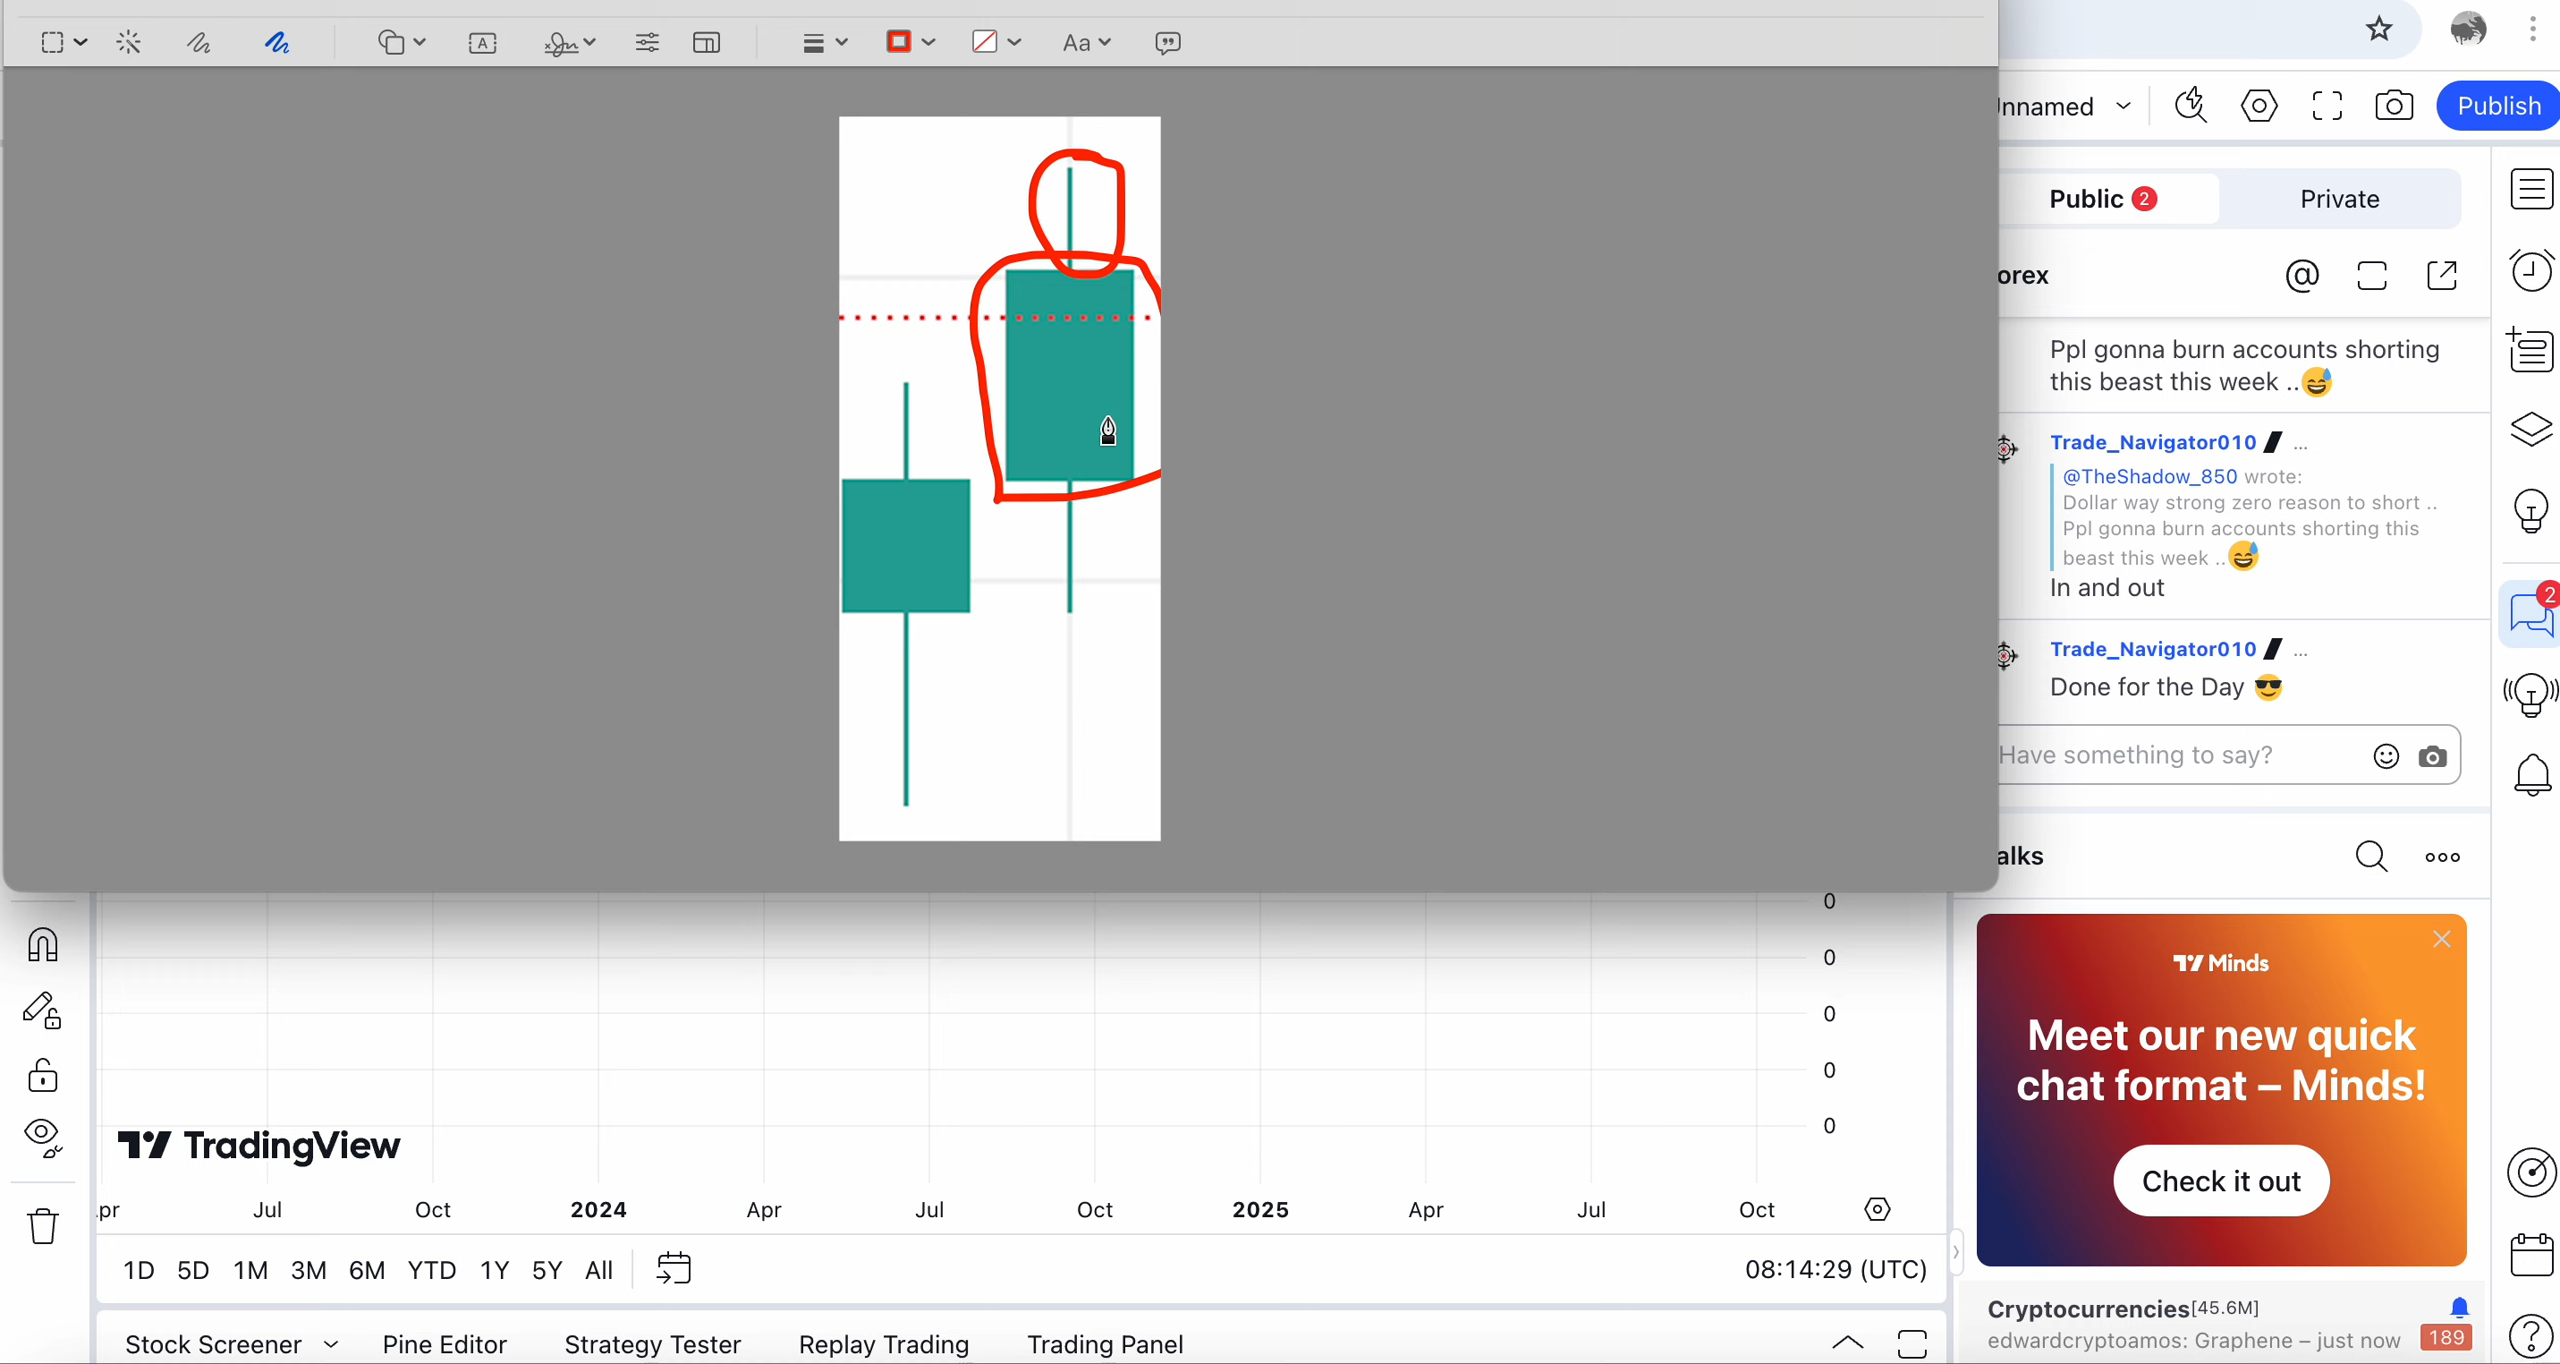 Aa
nnamed
Publish
Public 2
Private
orex
Ppl gonna burn accounts shorting
this beast this week ..😅
Trade_Navigator010 ...
@TheShadow_850 wrote:
Dollar way strong zero reason to short ..
Ppl gonna burn accounts shorting this
beast this week ..😅
In and out
2
Trade_Navigator010 ...
Done for the Day 😎
Have something to say?
alks
Minds
Meet our new quick
chat format – Minds!
Check it out
Cryptocurrencies[45.6M]
edwardcryptoamos: Graphene – just now
189
0
0
0
0
0
TradingView
pr Jul Oct 2024 Apr Jul Oct 2025 Apr Jul Oct
1D 5D 1M 3M 6M YTD 1Y 5Y All
08:14:29 (UTC)
Stock Screener Pine Editor Strategy Tester Replay Trading Trading Panel